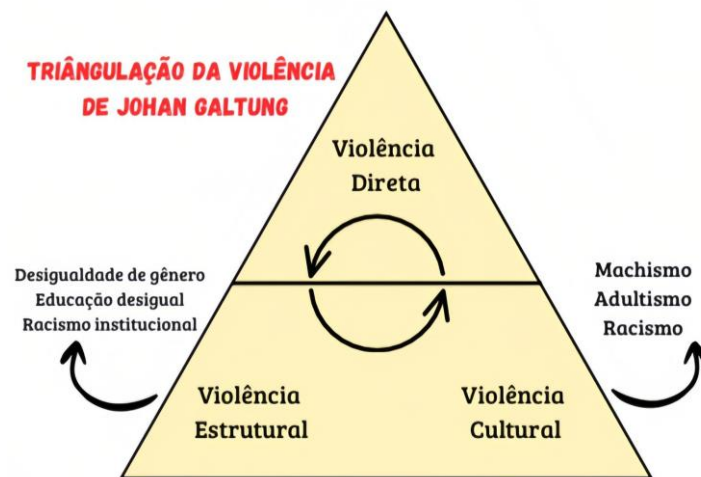 TRIÂNGULAÇÃO DA VIOLÊNCIA
DE JOHAN GALTUNG
Violência
Direta
Desigualdade de gênero
Educação desigual
Racismo institucional
Machismo
Adultismo
Racismo
Violência
Estrutural
Violência
Cultural